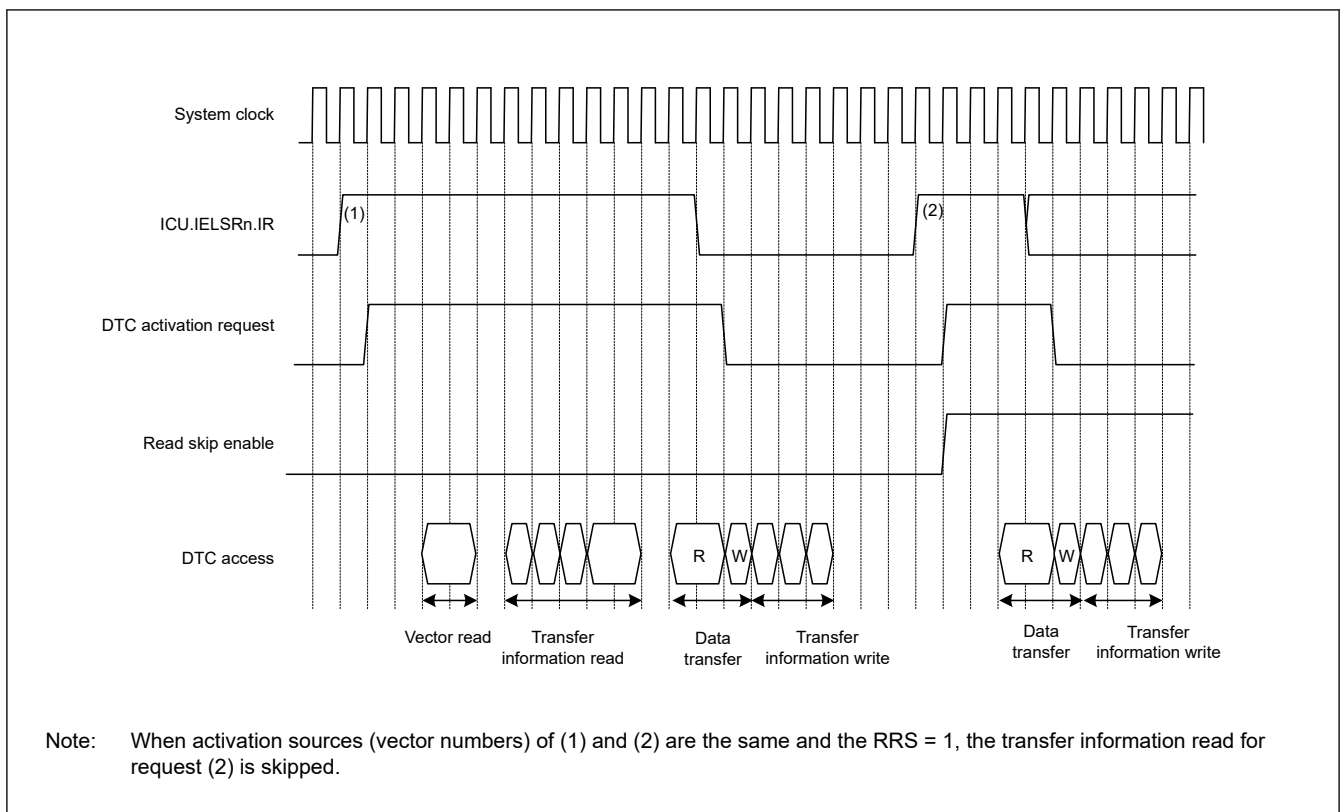 System clock
(1)
(2)
ICU.IELSRn.IR
DTC activation request
Read skip enable
DTC access
R
W
R
W
Vector read
Transfer
information read
Data
transfer
Transfer
information write
Data
transfer
Transfer
information write
Note: When activation sources (vector numbers) of (1) and (2) are the same and the RRS = 1, the transfer information read for
request (2) is skipped.